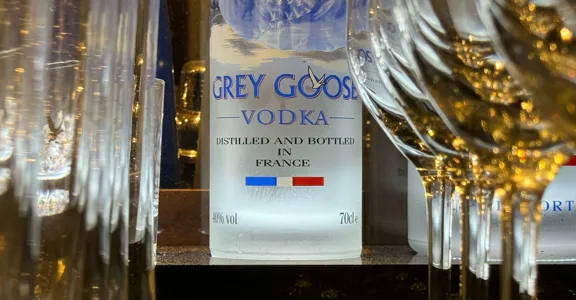 GREY GOOSE
VODKA
DISTILLED AND BOTTLED
IN
FRANCE
40% vol 70cl e